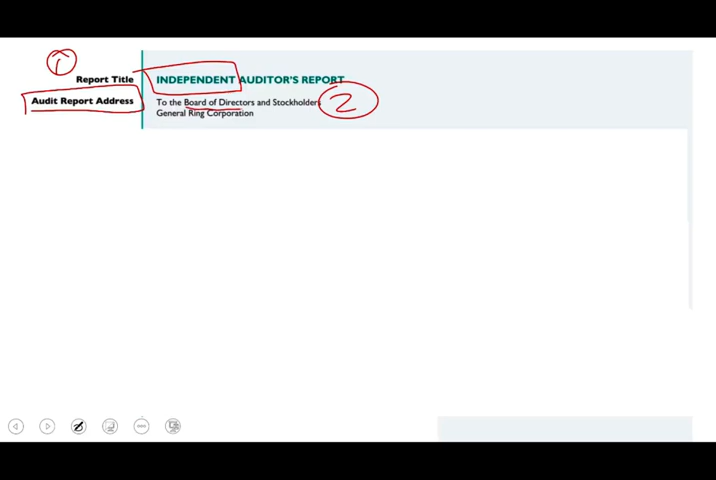 1
Report Title
INDEPENDENT AUDITOR'S REPORT
Audit Report Address
To the Board of Directors and Stockholders
2
General Ring Corporation